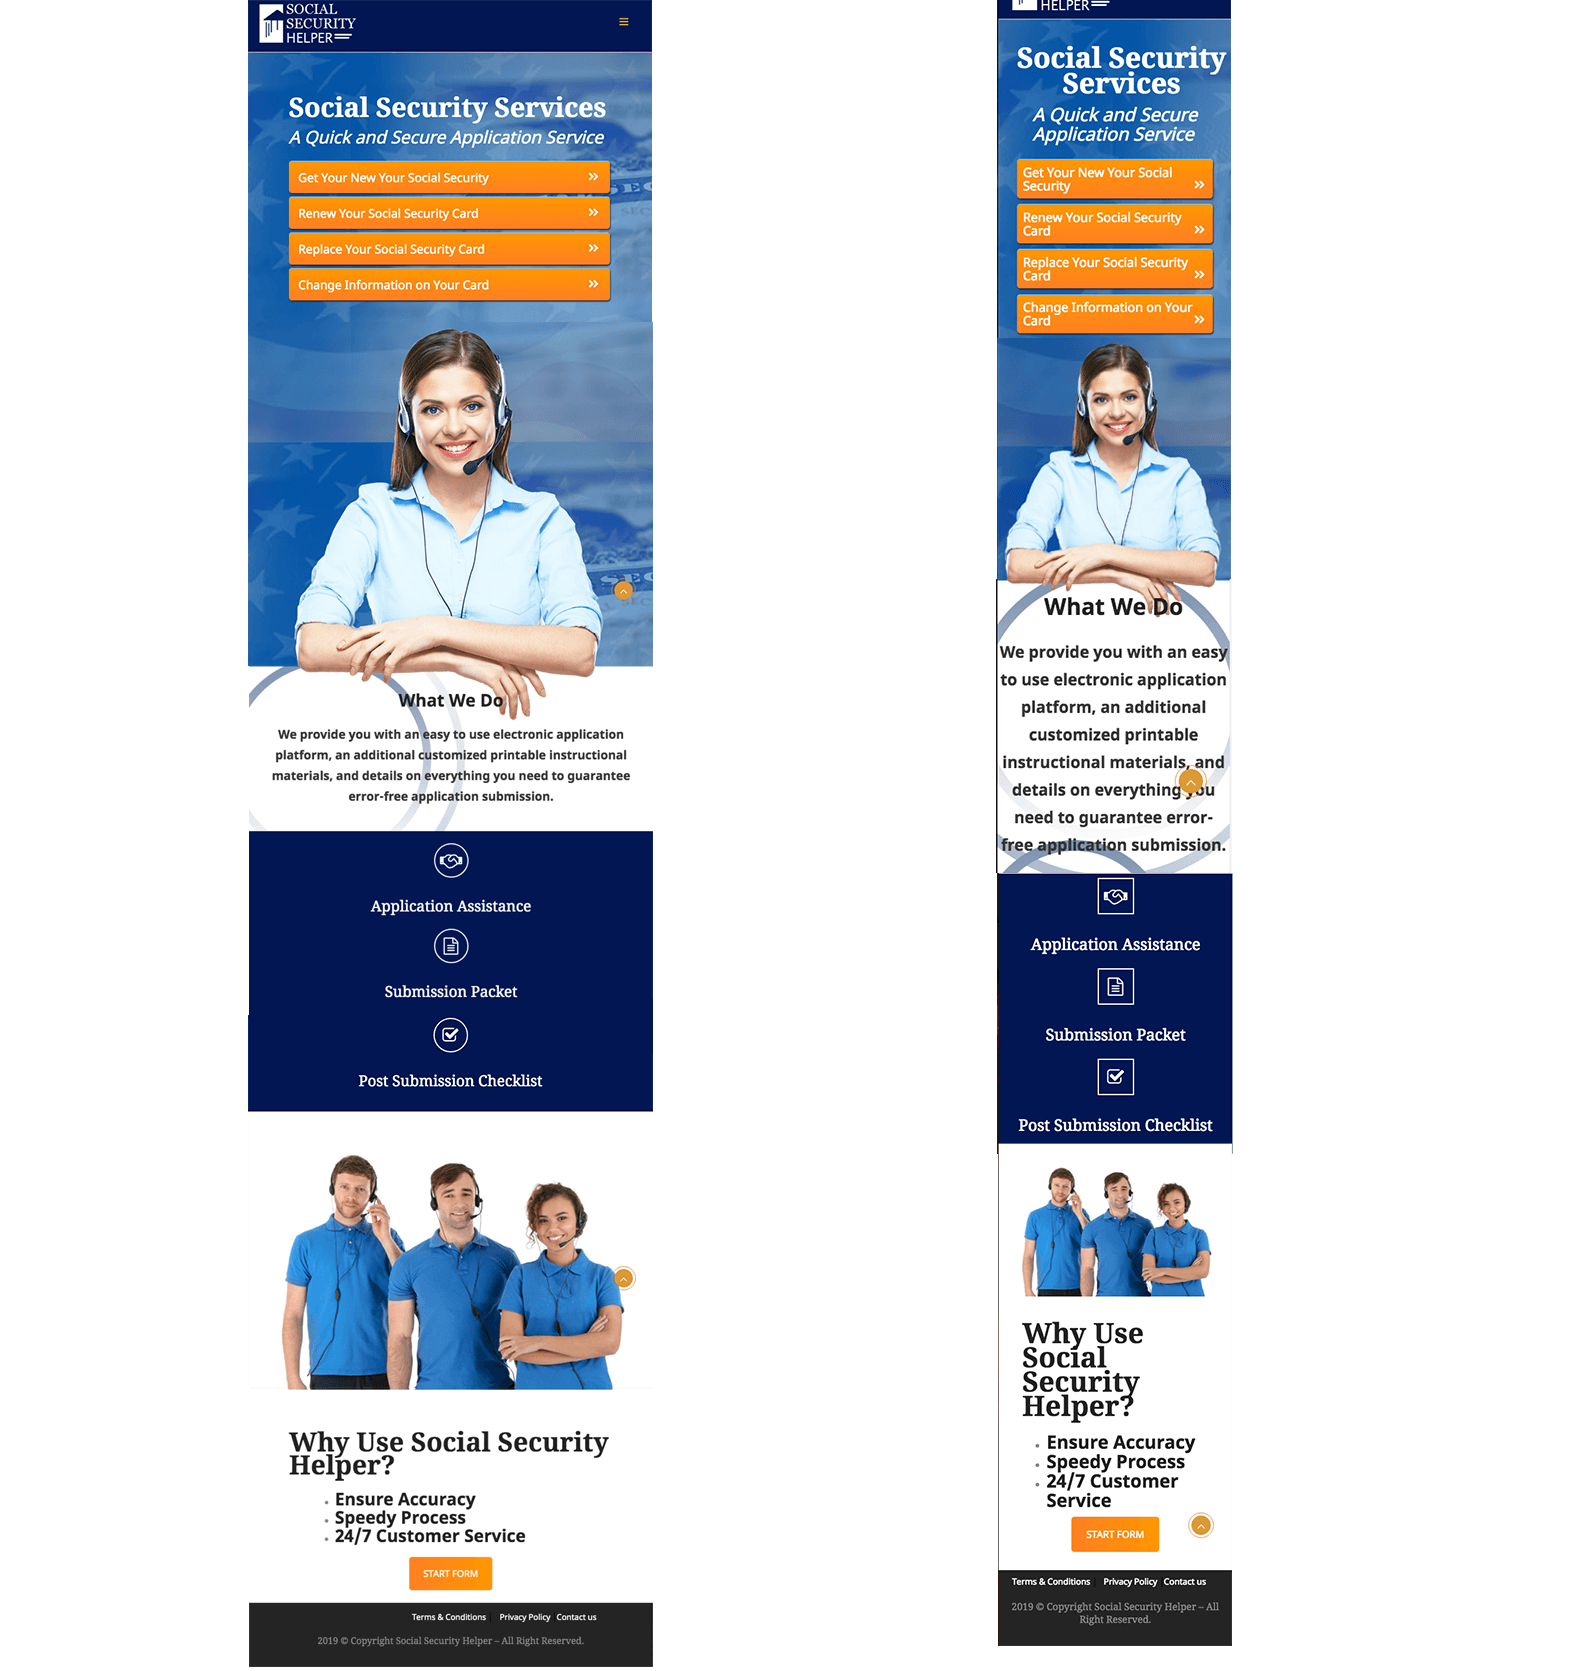 SOCIAL
SECURITY
HELPER
Social Security Services
A Quick and Secure Application Service
Get Your New Your Social Security
Renew Your Social Security Card
Replace Your Social Security Card
Change Information on Your Card
What We Do
We provide you with an easy to use electronic application
platform, an additional customized printable instructional
materials, and details on everything you need to guarantee
error-free application submission.
Application Assistance
Submission Packet
Post Submission Checklist
Why Use Social Security
Helper?
Ensure Accuracy
Speedy Process
24/7 Customer Service
START FORM
Terms & Conditions | Privacy Policy Contact us
2019 © Copyright Social Security Helper – All Right Reserved.
HELPER
Social Security
Services
A Quick and Secure
Application Service
Get Your New Your Social
Security
Renew Your Social Security
Card
Replace Your Social Security
Card
Change Information on Your
Card
What We Do
We provide you with an easy
to use electronic application
platform, an additional
customized printable
instructional materials, and
details on everything you
need to guarantee error-
free application submission.
Application Assistance
Submission Packet
Post Submission Checklist
Why Use
Social
Security
Helper?
Ensure Accuracy
Speedy Process
24/7 Customer
Service
START FORM
Terms & Conditions | Privacy Policy Contact us
2019 © Copyright Social Security Helper – All
Right Reserved.